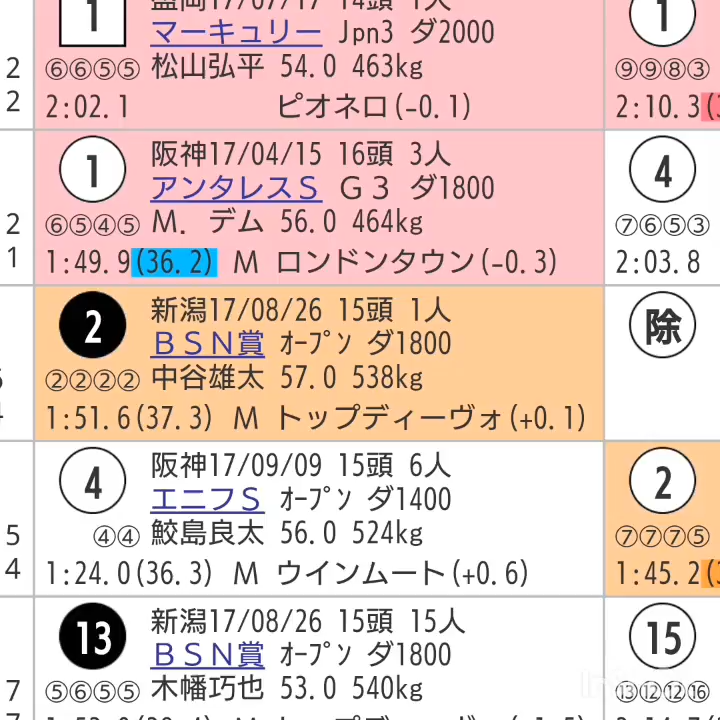 1 盛岡17/07/17 14頭 1人
マーキュリー Jpn3 ダ2000
2 ⑥⑥⑤⑤ 松山弘平 54.0 463kg ⑨⑨⑧③
2 2:02.1 ピオネロ(-0.1) 2:10.3
1
1 阪神17/04/15 16頭 3人 4
アンタレスＳ Ｇ３ ダ1800
2 ⑥⑤④⑤ Ｍ．デム 56.0 464kg ⑦⑥⑤③
1 1:49.9(36.2) Ｍ ロンドンタウン(-0.3) 2:03.8
2 新潟17/08/26 15頭 1人 除
ＢＳＮ賞 ｵｰﾌﾟﾝ ダ1800
②②②② 中谷雄太 57.0 538kg
1:51.6(37.3) Ｍ トップディーヴォ(+0.1)
4 阪神17/09/09 15頭 6人 2
エニフＳ ｵｰﾌﾟﾝ ダ1400
5 ④④ 鮫島良太 56.0 524kg ⑦⑦⑦⑤
4 1:24.0(36.3) Ｍ ウインムート(+0.6) 1:45.2
13 新潟17/08/26 15頭 15人 15
ＢＳＮ賞 ｵｰﾌﾟﾝ ダ1800
7 ⑤⑥⑤⑤ 木幡巧也 53.0 540kg ⑬⑫⑫⑯